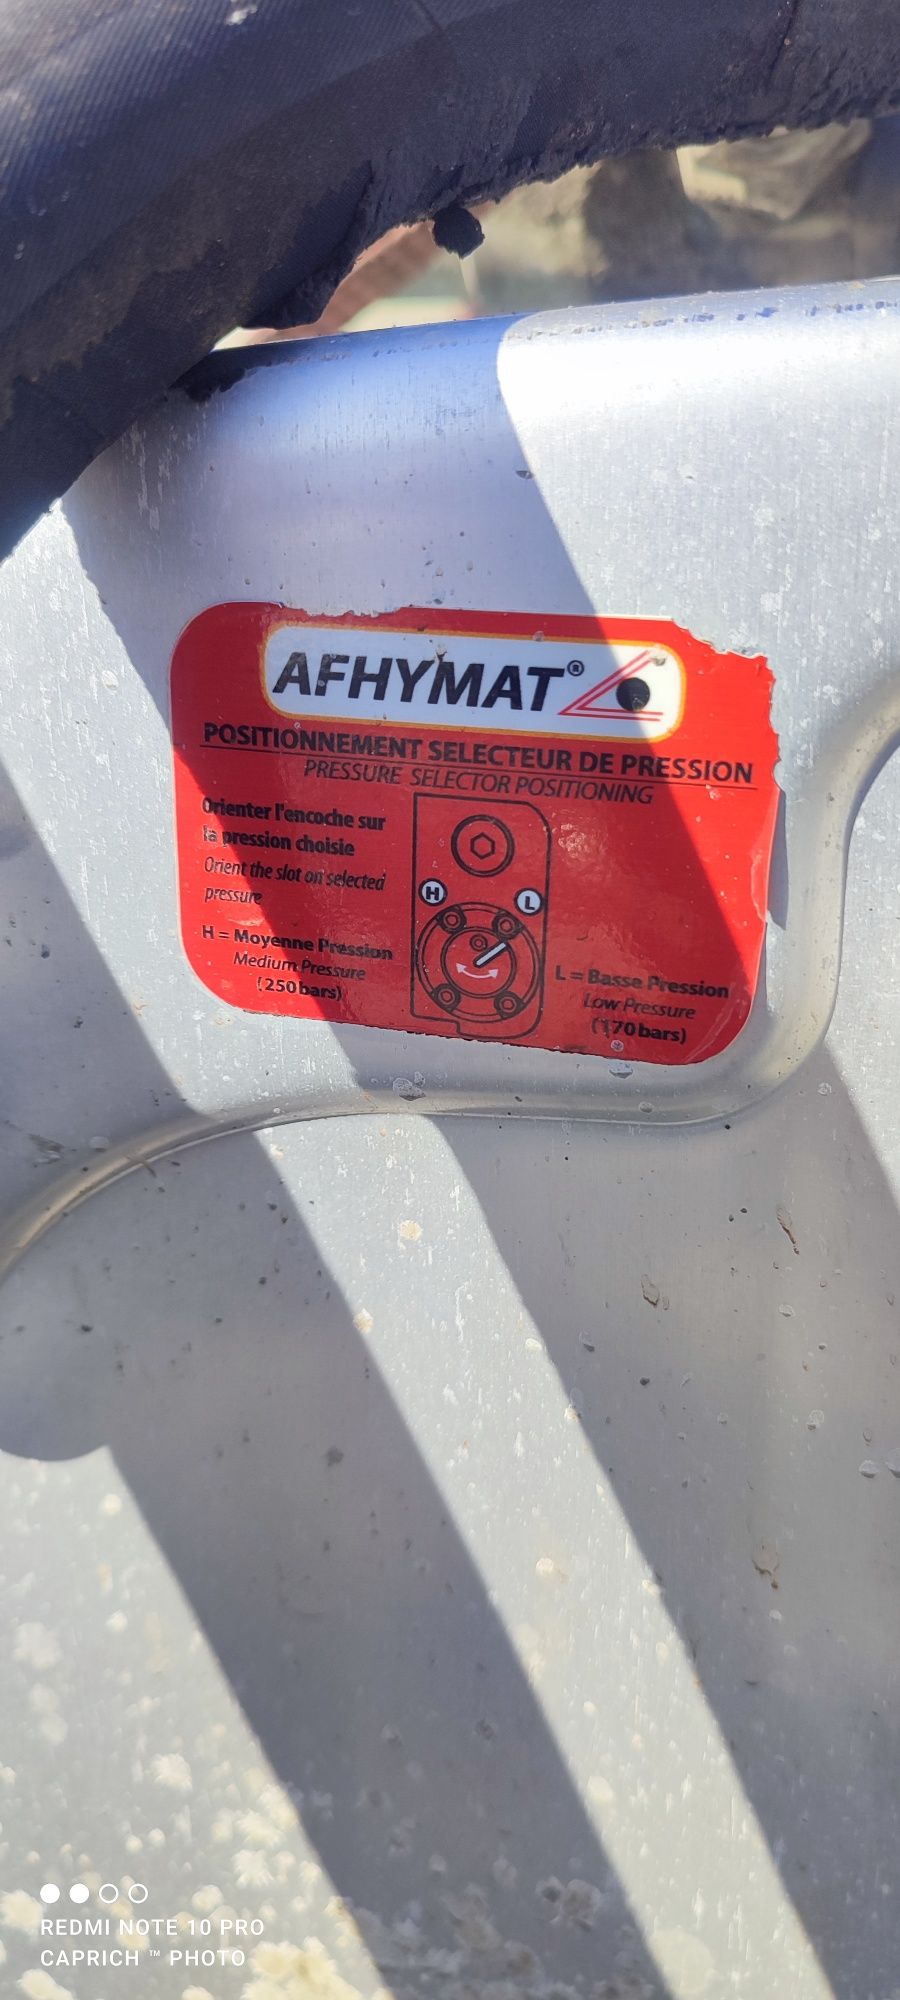 AFHYMAT®
POSITIONNEMENT SELECTEUR DE PRESSION
PRESSURE SELECTOR POSITIONING
Orienter l'encoche sur
la pression choisie
Orient the slot on selected
pressure
H = Moyenne Pression
Medium Pressure
(250 bars)
H
L
L = Basse Pression
Low Pressure
(170 bars)
REDMI NOTE 10 PRO
CAPRICH ™ PHOTO